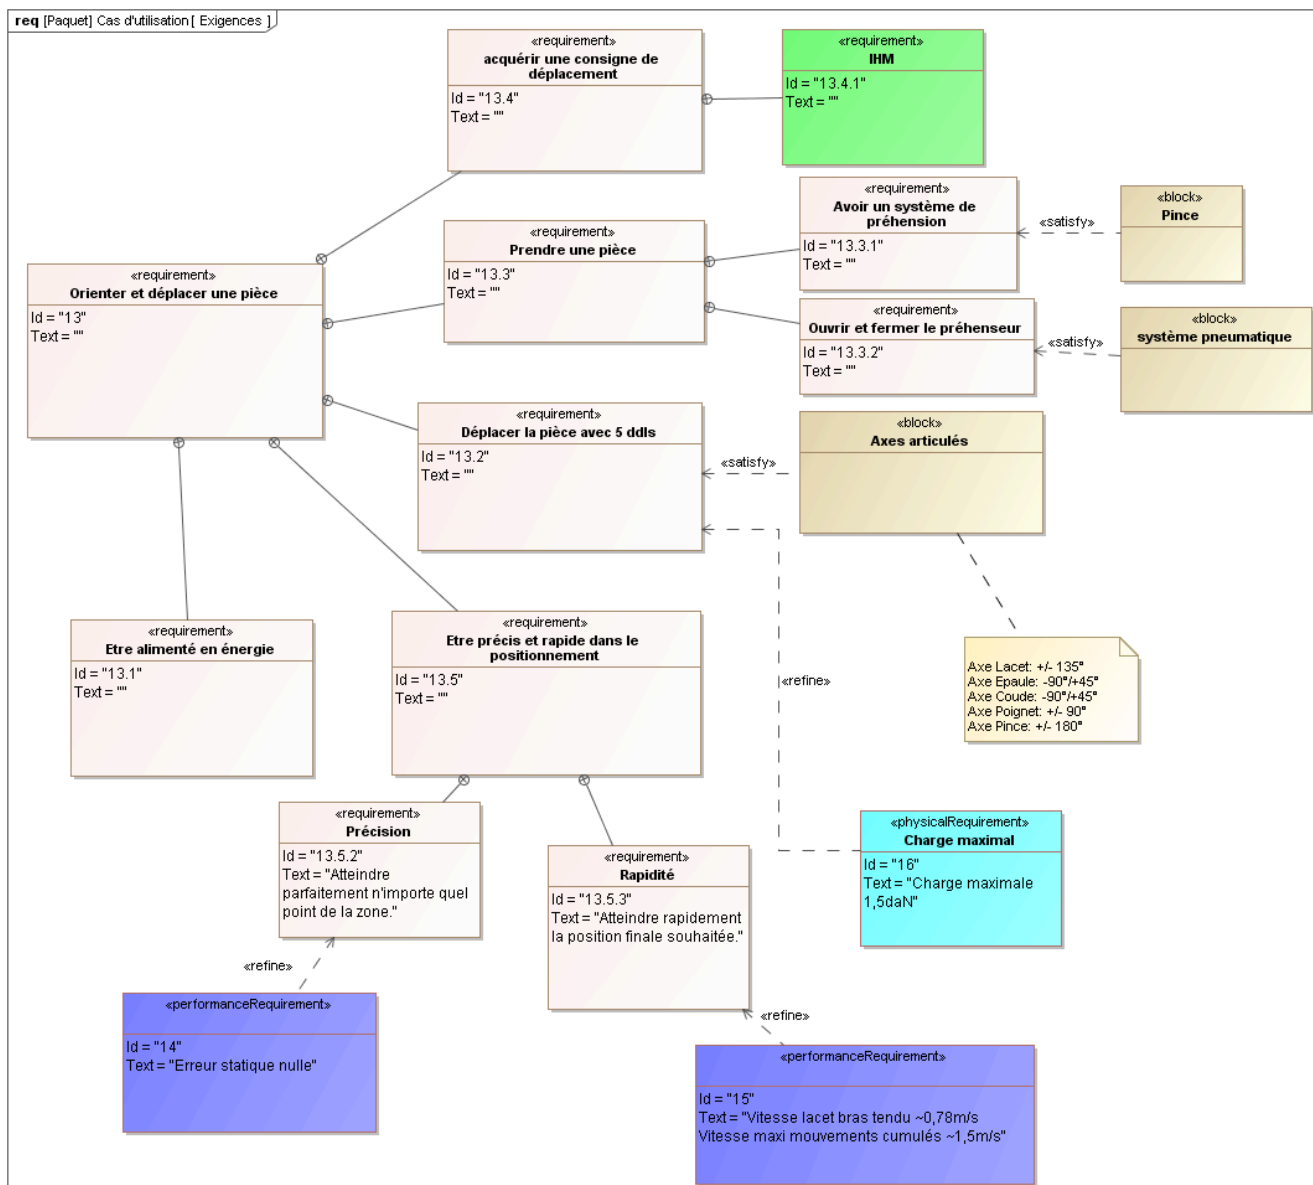 req [Paquet] Cas d'utilisation [ Exigences ]
«requirement»
acquérir une consigne de
déplacement
Id = "13.4"
Text = ""
«requirement»
IHM
Id = "13.4.1"
Text = ""
«requirement»
Prendre une pièce
Id = "13.3"
Text = ""
«requirement»
Avoir un système de
préhension
Id = "13.3.1"
Text = ""
«satisfy»
«block»
Pince
«requirement»
Orienter et déplacer une pièce
Id = "13"
Text = ""
«requirement»
Ouvrir et fermer le préhenseur
Id = "13.3.2"
Text = ""
«satisfy»
«block»
système pneumatique
«requirement»
Déplacer la pièce avec 5 ddls
Id = "13.2"
Text = ""
«satisfy»
«block»
Axes articulés
«requirement»
Etre alimenté en énergie
Id = "13.1"
Text = ""
«requirement»
Etre précis et rapide dans le
positionnement
Id = "13.5"
Text = ""
«refine»
Axe Lacet: +/- 135°
Axe Epaule: -90°/+45°
Axe Coude: -90°/+45°
Axe Poignet: +/- 90°
Axe Pince: +/- 180°
«requirement»
Précision
Id = "13.5.2"
Text = "Atteindre
parfaitement n'importe quel
point de la zone."
«requirement»
Rapidité
Id = "13.5.3"
Text = "Atteindre rapidement
la position finale souhaitée."
«physicalRequirement»
Charge maximal
Id = "16"
Text = "Charge maximale
1,5daN"
«refine»
«performanceRequirement»
Id = "14"
Text = "Erreur statique nulle"
«refine»
«performanceRequirement»
Id = "15"
Text = "Vitesse lacet bras tendu ~0,78m/s
Vitesse maxi mouvements cumulés ~1,5m/s"